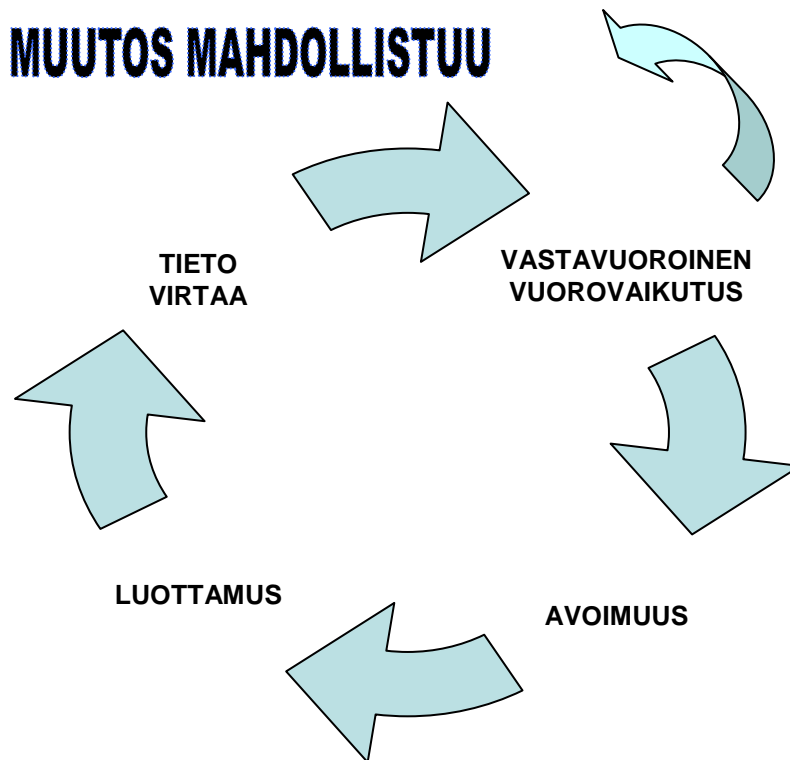 MUUTOS MAHDOLLISTUU
TIETO
VIRTAA
VASTAVUOROINEN
VUOROVAIKUTUS
LUOTTAMUS
AVOIMUUS